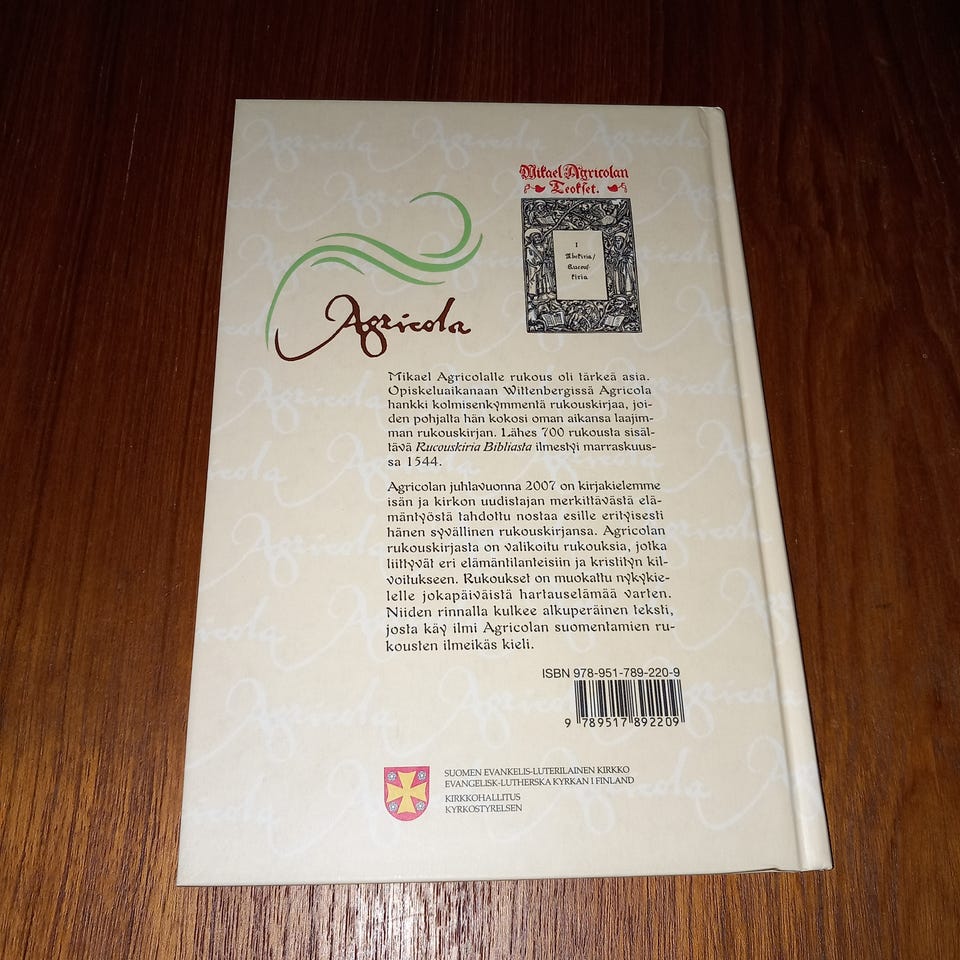 Mikael Agricolan
Teokset.
I
Abckiria/
Rucous-
kiria
Agricola
Mikael Agricolalle rukous oli tärkeä asia.
Opiskeluaikanaan Wittenbergissä Agricola
hankki kolmisenkymmentä rukouskirjaa, joi-
den pohjalta hän kokosi oman aikansa laajim-
man rukouskirjan. Lähes 700 rukousta sisäl-
tävä Rucouskiria Bibliasta ilmestyi marraskuus-
sa 1544.
Agricolan juhlavuonna 2007 on kirjakielemme
isän ja kirkon uudistajan merkittävästä elä-
mäntyöstä tahdottu nostaa esille erityisesti
hänen syvällinen rukouskirjansa. Agricolan
rukouskirjasta on valikoitu rukouksia, jotka
liittyvät eri elämäntilanteisiin ja kristityn kil-
voitukseen. Rukoukset on muokattu nykykie-
lelle jokapäiväistä hartauselämää varten.
Niiden rinnalla kulkee alkuperäinen teksti,
josta käy ilmi Agricolan suomentamien ru-
kousten ilmeikäs kieli.
ISBN 978-951-789-220-9
9 789517 892209
SUOMEN EVANKELIS-LUTERILAINEN KIRKKO
EVANGELISK-LUTHERSKA KYRKAN I FINLAND
KIRKKOHALLITUS
KYRKOSTYRELSEN